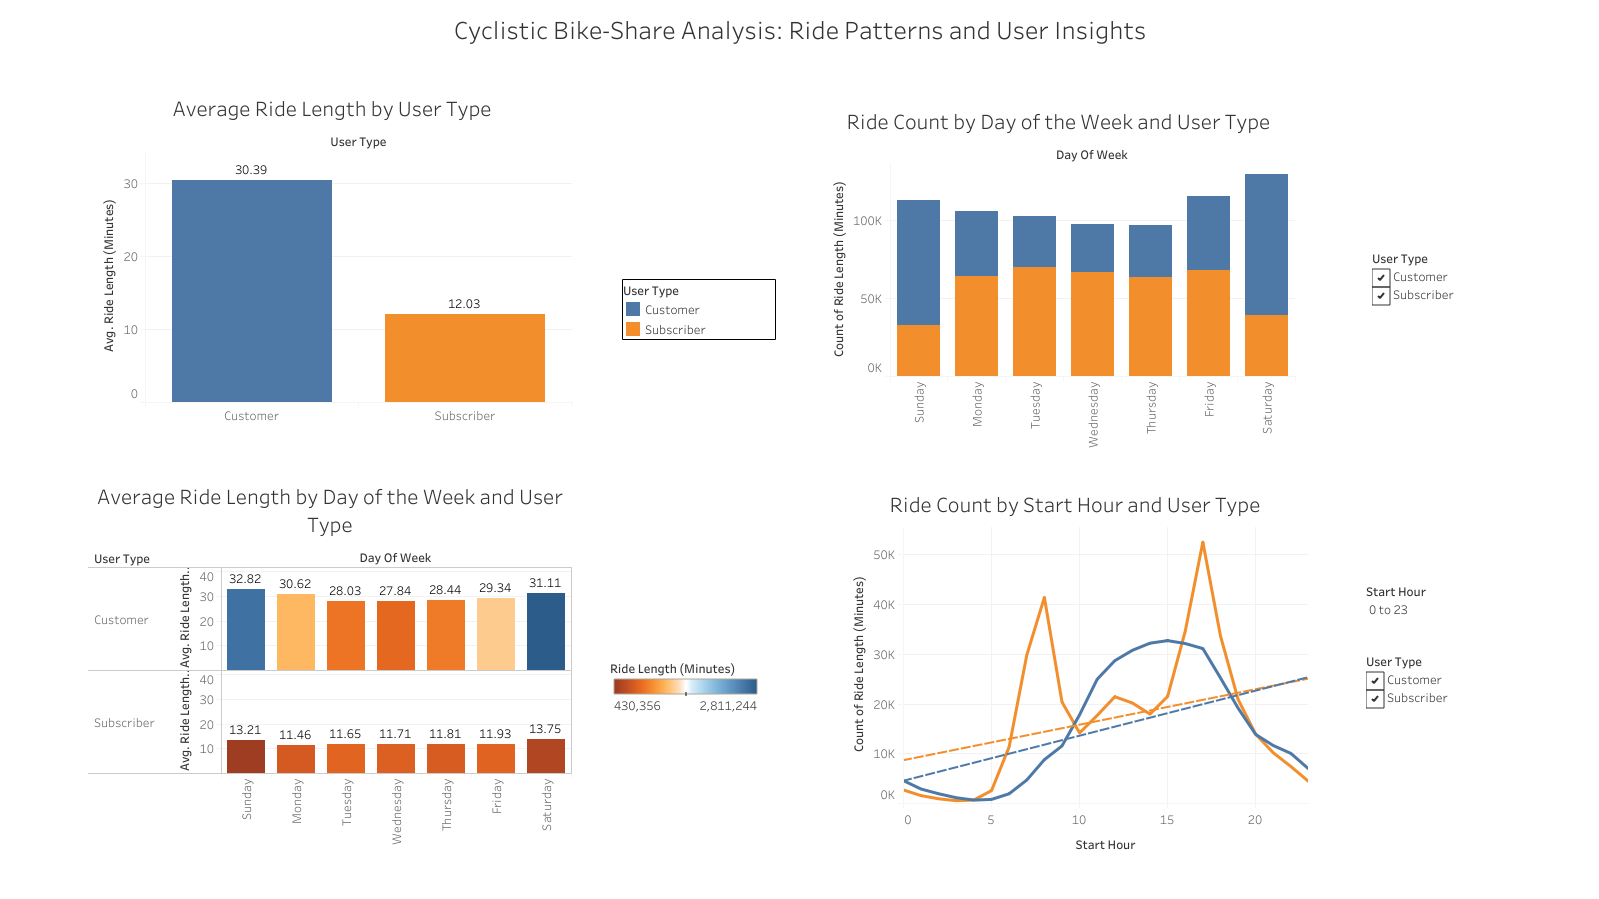 Cyclistic Bike-Share Analysis: Ride Patterns and User Insights
Average Ride Length by User Type
User Type
Avg. Ride Length (Minutes)
30
20
10
0
30.39
12.03
Customer
Subscriber
User Type
Customer
Subscriber
Ride Count by Day of the Week and User Type
Day Of Week
Count of Ride Length (Minutes)
100K
50K
0K
Sunday
Monday
Tuesday
Wednesday
Thursday
Friday
Saturday
User Type
Customer
Subscriber
Average Ride Length by Day of the Week and User
Type
User Type
Day Of Week
Customer
Avg. Ride Length..
40
30
20
10
32.82
30.62
28.03
27.84
28.44
29.34
31.11
Subscriber
Avg. Ride Length..
40
30
20
10
13.21
11.46
11.65
11.71
11.81
11.93
13.75
Sunday
Monday
Tuesday
Wednesday
Thursday
Friday
Saturday
Ride Length (Minutes)
430,356
2,811,244
Ride Count by Start Hour and User Type
Count of Ride Length (Minutes)
50K
40K
30K
20K
10K
0K
0
5
10
15
20
Start Hour
Start Hour
0 to 23
User Type
Customer
Subscriber